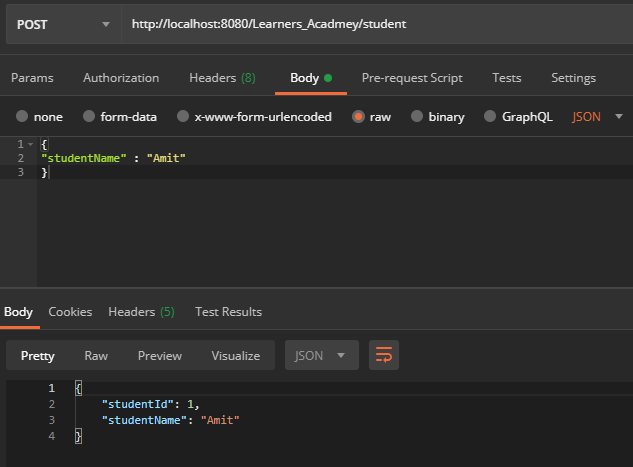 POST http://localhost:8080/Learners_Acadmey/student
Params Authorization Headers (8) Body Pre-request Script Tests Settings
none form-data x-www-form-urlencoded raw binary GraphQL JSON
1 {
2 "studentName" : "Amit"
3 }
Body Cookies Headers (5) Test Results
Pretty Raw Preview Visualize JSON
1 {
2 "studentId": 1,
3 "studentName": "Amit"
4 }